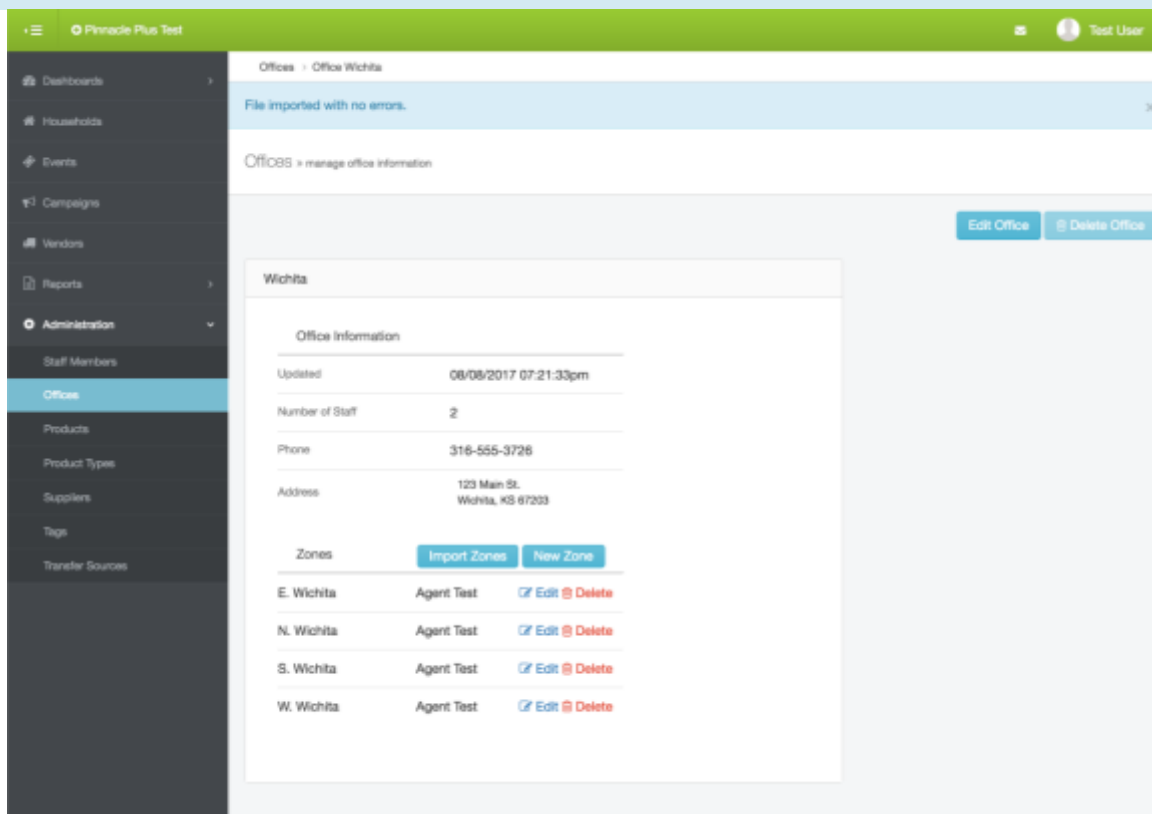 Pinnacle Plus Test
Test User
Dashboards
Households
Events
Campaigns
Vendors
Reports
Administration
Staff Members
Offices
Products
Product Types
Suppliers
Tags
Transfer Sources
Offices > Office Wichita
File imported with no errors. ×
Offices » manage office information
Edit Office Delete Office
Wichita
Office Information
Updated 08/08/2017 07:21:33pm
Number of Staff 2
Phone 316-555-3726
Address 123 Main St.
Wichita, KS 67203
Zones Import Zones New Zone
E. Wichita Agent Test Edit Delete
N. Wichita Agent Test Edit Delete
S. Wichita Agent Test Edit Delete
W. Wichita Agent Test Edit Delete